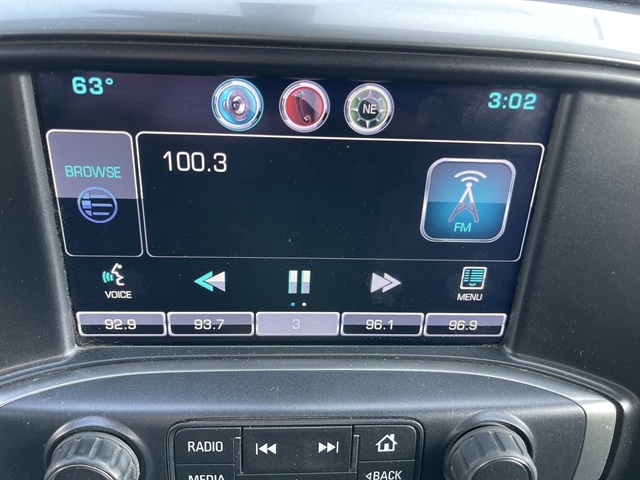 63° NE 3:02
BROWSE 100.3
FM
VOICE MENU
92.9 93.7 3 96.1 96.9
RADIO
MEDIA BACK